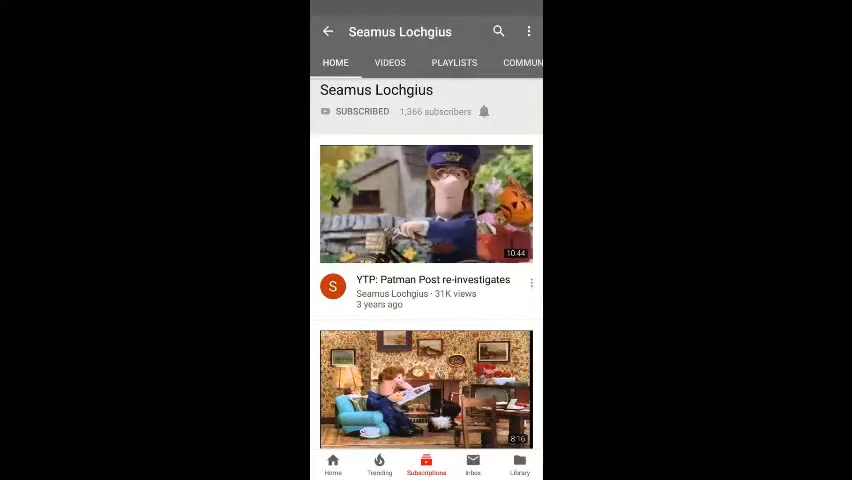 Seamus Lochgius
HOME VIDEOS PLAYLISTS COMMUN
Seamus Lochgius
SUBSCRIBED 1,366 subscribers
10:44
S
YTP: Patman Post re-investigates
Seamus Lochgius · 31K views
3 years ago
8:16
Home Trending Subscriptions Inbox Library